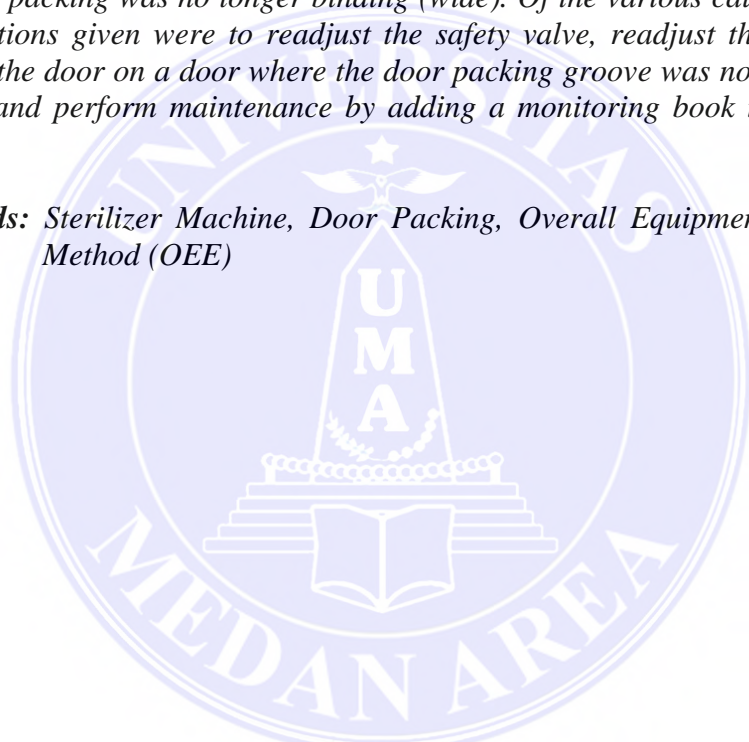 packing was no longer binding (wide). Of the various cau
tions given were to readjust the safety valve, readjust th
the door on a door where the door packing groove was no
and perform maintenance by adding a monitoring book i
ds: Sterilizer Machine, Door Packing, Overall Equipmen
Method (OEE)
UNIVERSITAS
UMA
MEDAN AREA